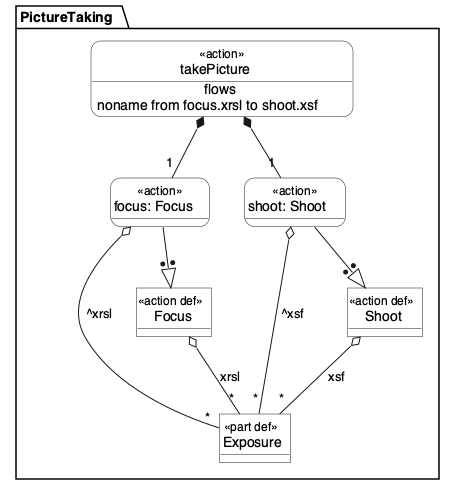 PictureTaking
«action»
takePicture
flows
noname from focus.xrsl to shoot.xsf
1
1
«action»
focus: Focus
«action»
shoot: Shoot
^xrsl
«action def»
Focus
^xsf
«action def»
Shoot
xrsl
xsf
*
*
*
*
«part def»
Exposure